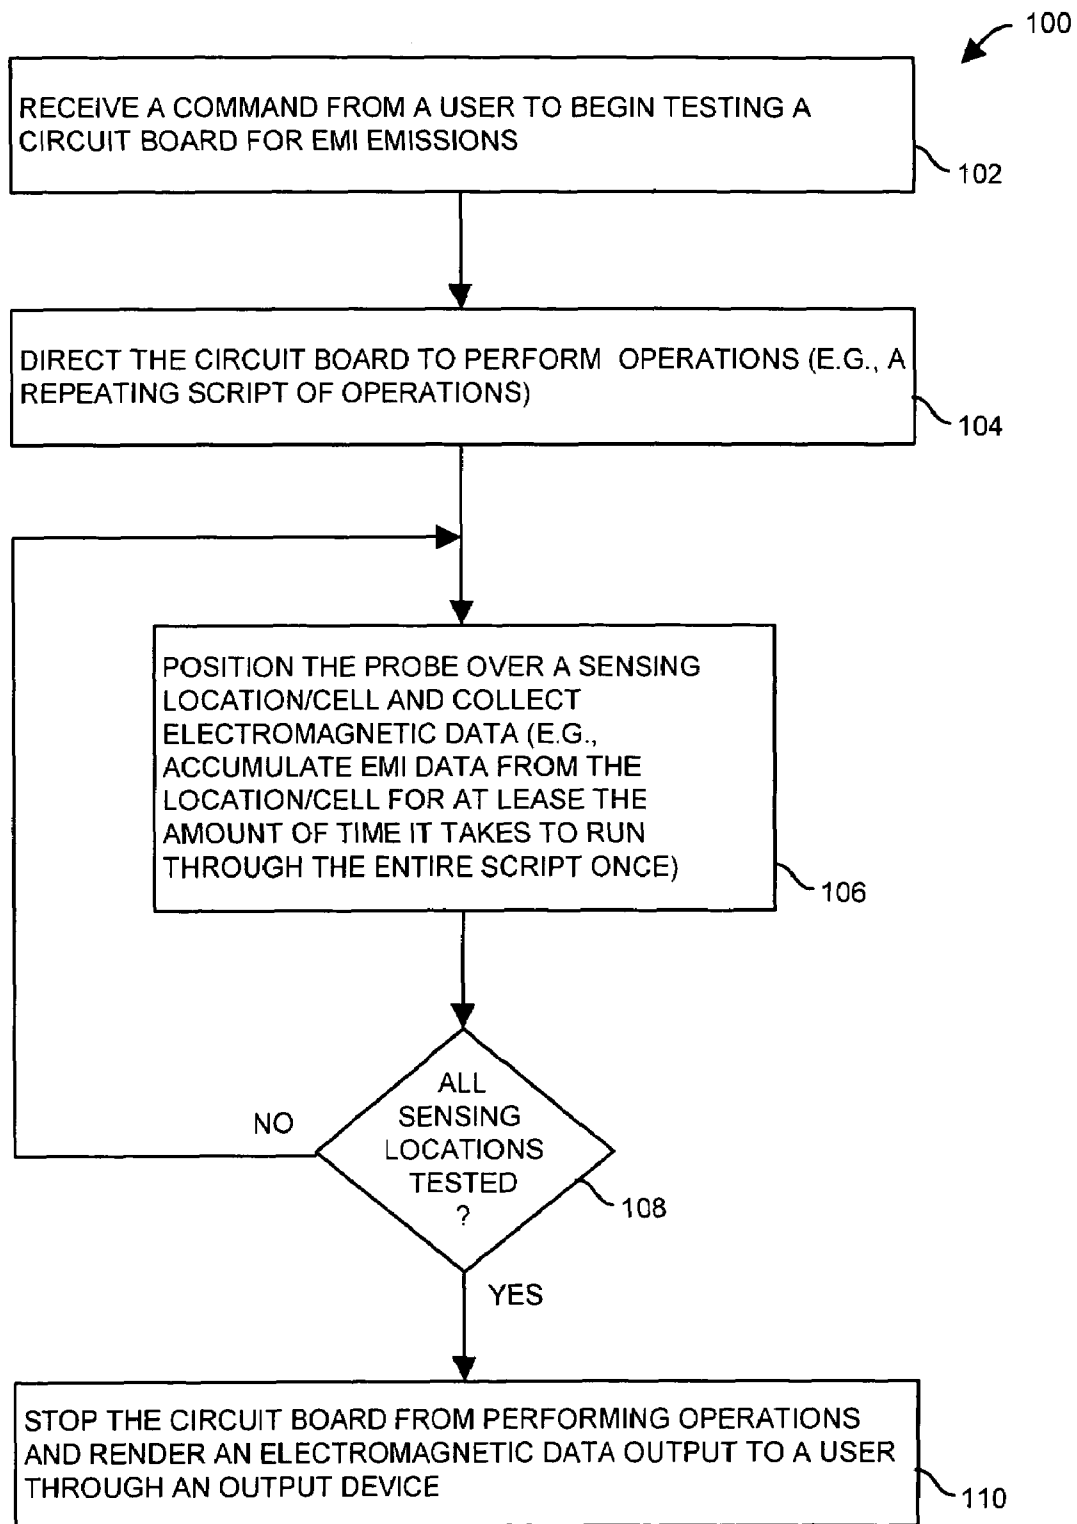 100
RECEIVE A COMMAND FROM A USER TO BEGIN TESTING A
CIRCUIT BOARD FOR EMI EMISSIONS
102
DIRECT THE CIRCUIT BOARD TO PERFORM OPERATIONS (E.G., A
REPEATING SCRIPT OF OPERATIONS)
104
POSITION THE PROBE OVER A SENSING
LOCATION/CELL AND COLLECT
ELECTROMAGNETIC DATA (E.G.,
ACCUMULATE EMI DATA FROM THE
LOCATION/CELL FOR AT LEASE THE
AMOUNT OF TIME IT TAKES TO RUN
THROUGH THE ENTIRE SCRIPT ONCE)
106
ALL
SENSING
LOCATIONS
TESTED
?
NO
108
YES
STOP THE CIRCUIT BOARD FROM PERFORMING OPERATIONS
AND RENDER AN ELECTROMAGNETIC DATA OUTPUT TO A USER
THROUGH AN OUTPUT DEVICE
110